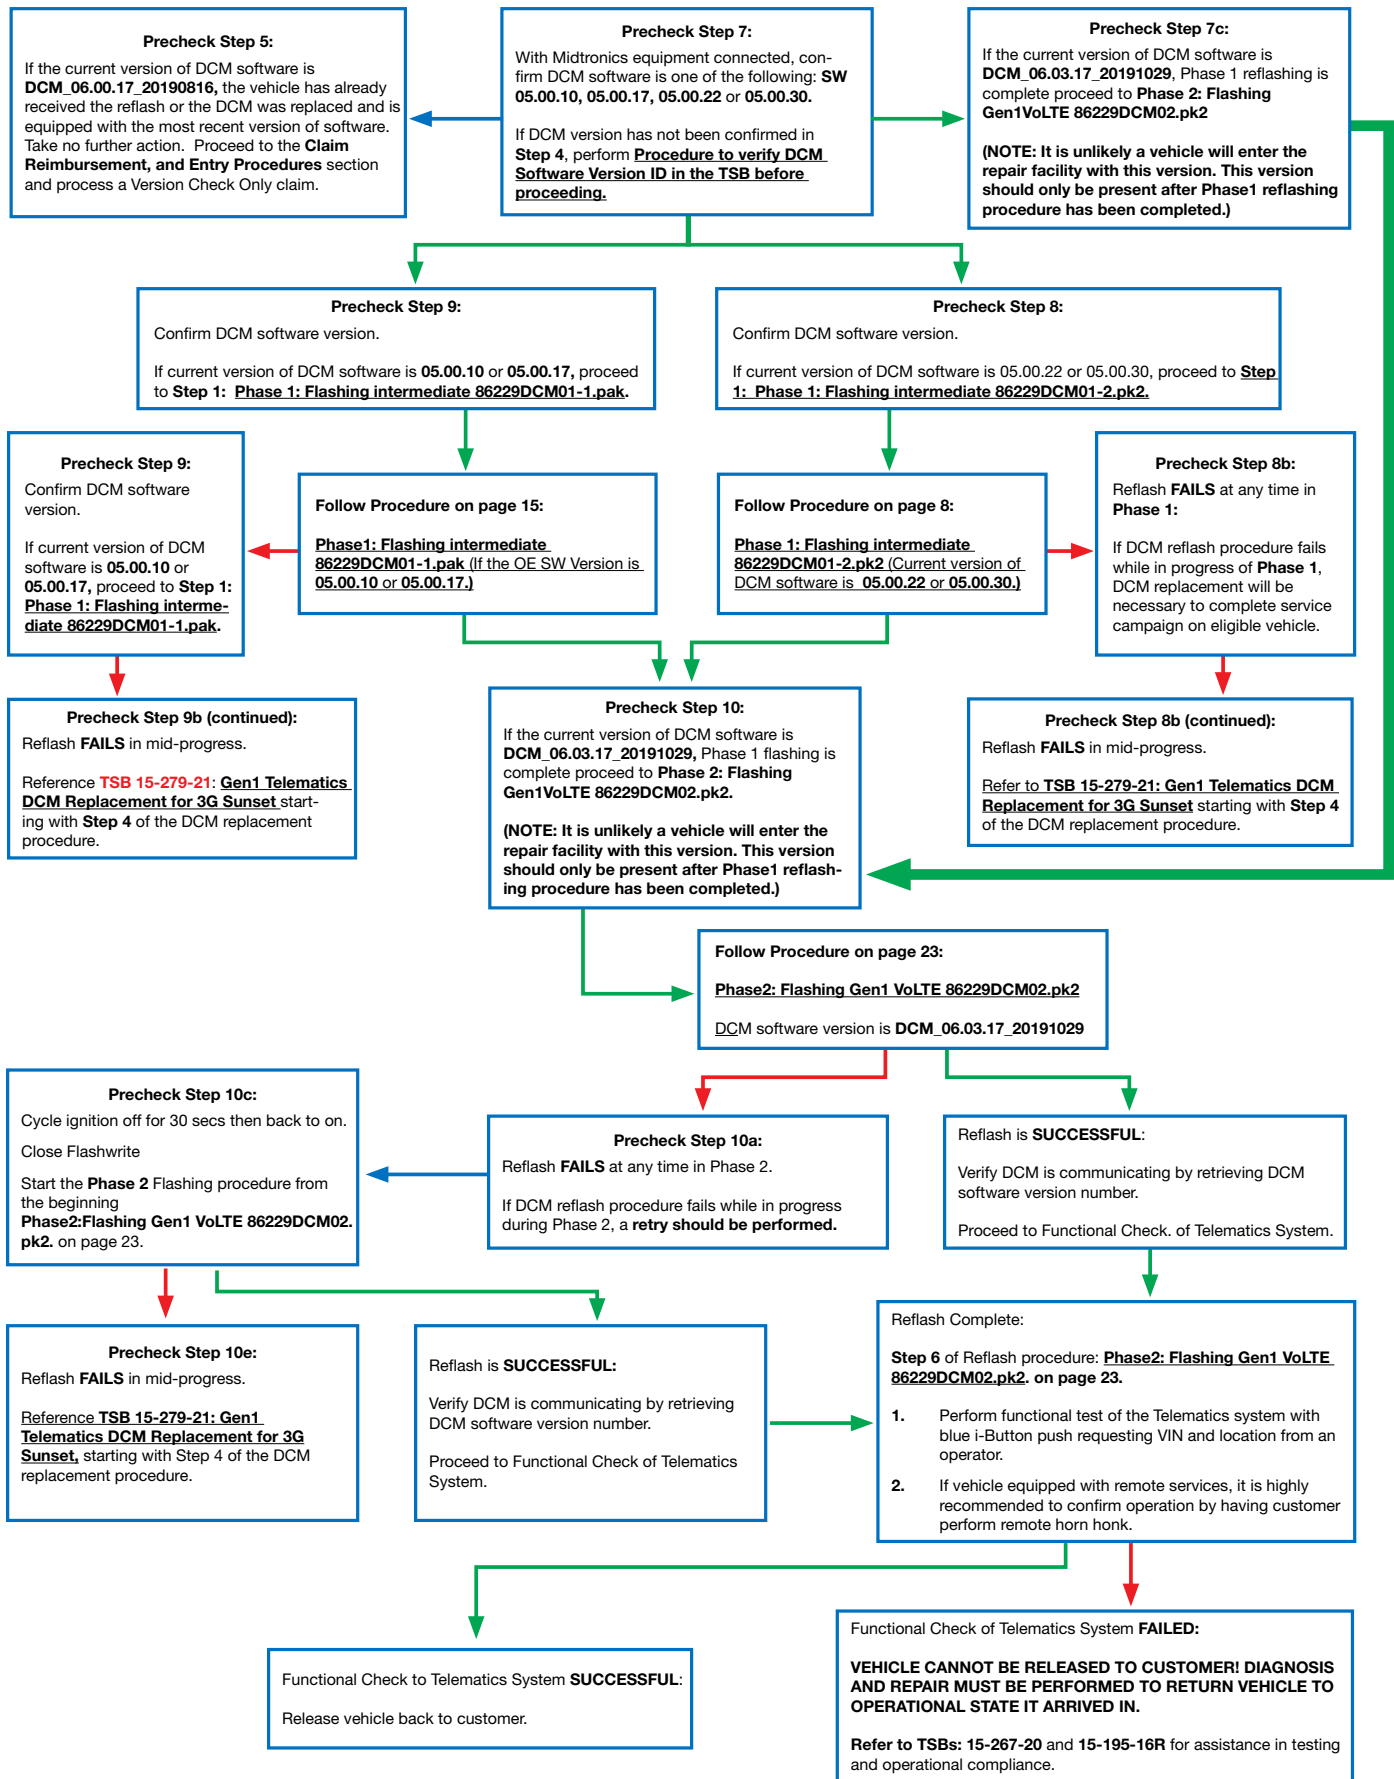 Precheck Step 5:
If the current version of DCM software is
DCM_06.00.17_20190816, the vehicle has already
received the reflash or the DCM was replaced and is
equipped with the most recent version of software.
Take no further action. Proceed to the Claim
Reimbursement, and Entry Procedures section
and process a Version Check Only claim.
Precheck Step 7:
With Midtronics equipment connected, con-
firm DCM software is one of the following: SW
05.00.10, 05.00.17, 05.00.22 or 05.00.30.
If DCM version has not been confirmed in
Step 4, perform Procedure to verify DCM
Software Version ID in the TSB before
proceeding.
Precheck Step 7c:
If the current version of DCM software is
DCM_06.03.17_20191029, Phase 1 reflashing is
complete proceed to Phase 2: Flashing
Gen1VoLTE 86229DCM02.pk2
(NOTE: It is unlikely a vehicle will enter the
repair facility with this version. This version
should only be present after Phase1 reflashing
procedure has been completed.)
Precheck Step 9:
Confirm DCM software version.
If current version of DCM software is 05.00.10 or 05.00.17, proceed
to Step 1: Phase 1: Flashing intermediate 86229DCM01-1.pak.
Precheck Step 8:
Confirm DCM software version.
If current version of DCM software is 05.00.22 or 05.00.30, proceed to Step
1: Phase 1: Flashing intermediate 86229DCM01-2.pk2.
Precheck Step 9:
Confirm DCM software
version.
If current version of DCM
software is 05.00.10 or
05.00.17, proceed to Step 1:
Phase 1: Flashing interme-
diate 86229DCM01-1.pak.
Follow Procedure on page 15:
Phase1: Flashing intermediate
86229DCM01-1.pak (If the OE SW Version is
05.00.10 or 05.00.17.)
Follow Procedure on page 8:
Phase 1: Flashing intermediate
86229DCM01-2.pk2 (Current version of
DCM software is 05.00.22 or 05.00.30.)
Precheck Step 8b:
Reflash FAILS at any time in
Phase 1:
If DCM reflash procedure fails
while in progress of Phase 1,
DCM replacement will be
necessary to complete service
campaign on eligible vehicle.
Precheck Step 9b (continued):
Reflash FAILS in mid-progress.
Reference TSB 15-279-21: Gen1 Telematics
DCM Replacement for 3G Sunset start-
ing with Step 4 of the DCM replacement
procedure.
Precheck Step 10:
If the current version of DCM software is
DCM_06.03.17_20191029, Phase 1 flashing is
complete proceed to Phase 2: Flashing
Gen1VoLTE 86229DCM02.pk2.
(NOTE: It is unlikely a vehicle will enter the
repair facility with this version. This version
should only be present after Phase1 reflash-
ing procedure has been completed.)
Precheck Step 8b (continued):
Reflash FAILS in mid-progress.
Refer to TSB 15-279-21: Gen1 Telematics DCM
Replacement for 3G Sunset starting with Step 4
of the DCM replacement procedure.
Follow Procedure on page 23:
Phase2: Flashing Gen1 VoLTE 86229DCM02.pk2
DCM software version is DCM_06.03.17_20191029
Precheck Step 10c:
Cycle ignition off for 30 secs then back to on.
Close Flashwrite
Start the Phase 2 Flashing procedure from
the beginning
Phase2:Flashing Gen1 VoLTE 86229DCM02.
pk2. on page 23.
Precheck Step 10a:
Reflash FAILS at any time in Phase 2.
If DCM reflash procedure fails while in progress
during Phase 2, a retry should be performed.
Reflash is SUCCESSFUL:
Verify DCM is communicating by retrieving DCM
software version number.
Proceed to Functional Check. of Telematics System.
Precheck Step 10e:
Reflash FAILS in mid-progress.
Reference TSB 15-279-21: Gen1
Telematics DCM Replacement for 3G
Sunset, starting with Step 4 of the DCM
replacement procedure.
Reflash is SUCCESSFUL:
Verify DCM is communicating by retrieving
DCM software version number.
Proceed to Functional Check of Telematics
System.
Reflash Complete:
Step 6 of Reflash procedure: Phase2: Flashing Gen1 VoLTE
86229DCM02.pk2. on page 23.
1. Perform functional test of the Telematics system with
blue i-Button push requesting VIN and location from an
operator.
2. If vehicle equipped with remote services, it is highly
recommended to confirm operation by having customer
perform remote horn honk.
Functional Check to Telematics System SUCCESSFUL:
Release vehicle back to customer.
Functional Check of Telematics System FAILED:
VEHICLE CANNOT BE RELEASED TO CUSTOMER! DIAGNOSIS
AND REPAIR MUST BE PERFORMED TO RETURN VEHICLE TO
OPERATIONAL STATE IT ARRIVED IN.
Refer to TSBs: 15-267-20 and 15-195-16R for assistance in testing
and operational compliance.